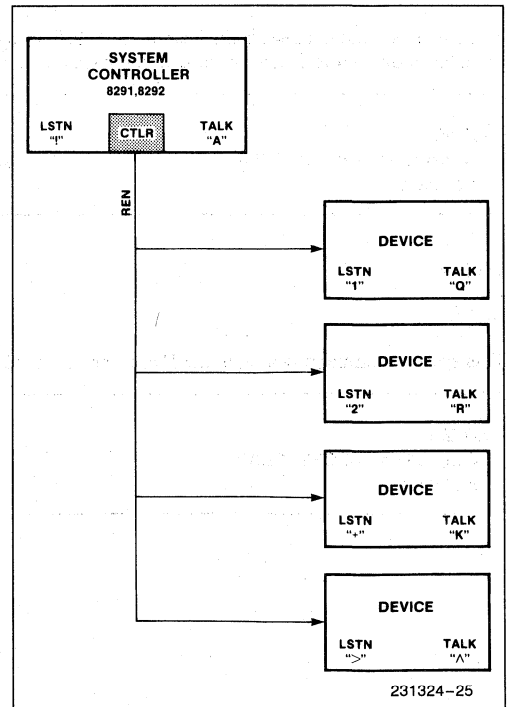 SYSTEM
CONTROLLER
8291,8292
LSTN
"!"
CTLR
TALK
"A"
REN
DEVICE
LSTN
"1"
TALK
"Q"
DEVICE
LSTN
"2"
TALK
"R"
DEVICE
LSTN
"+"
TALK
"K"
DEVICE
LSTN
">"
TALK
"^"
231324–25